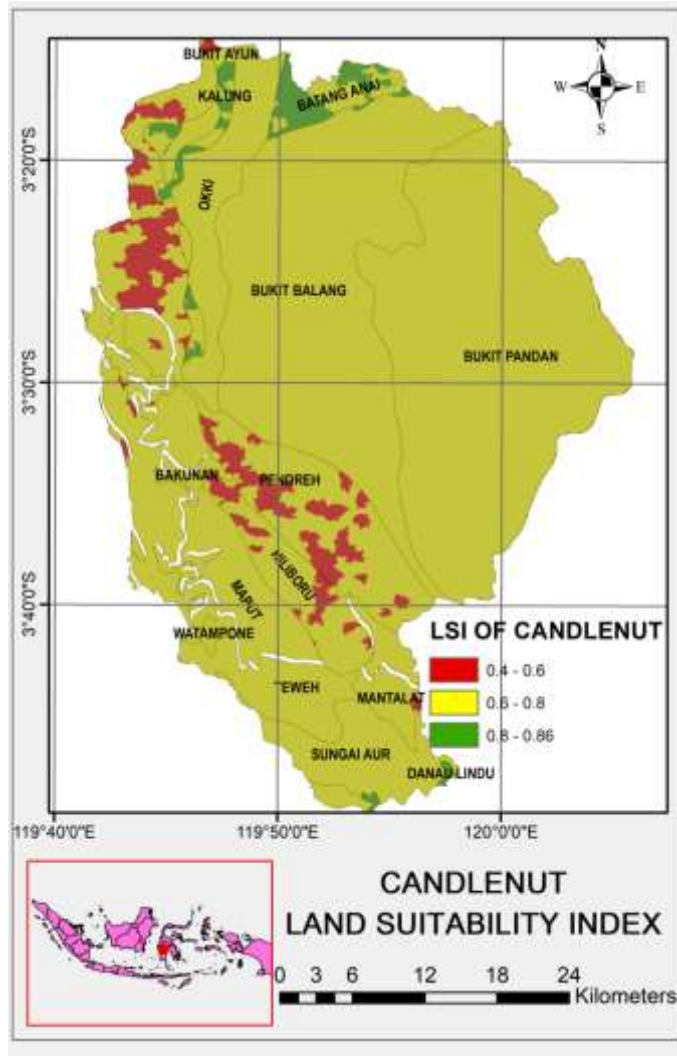 BUKIT AYUN
N
KALUNG
BATANG ANAI
W
E
S
3°20'0"S
OKKI
BUKIT BALANG
BUKIT PANDAN
3°30'0"S
BAKUNAN
PENDREH
HILIBORU
MAPUT
3°40'0"S
WATAMPONE
LSI OF CANDLENUT
0.4 - 0.6
0.6 - 0.8
0.8 - 0.86
MANTALAT
SUNGAI AUR
DANAU LINDU
119°40'0"E
119°50'0"E
120°0'0"E
CANDLENUT
LAND SUITABILITY INDEX
0 3 6 12 18 24
Kilometers